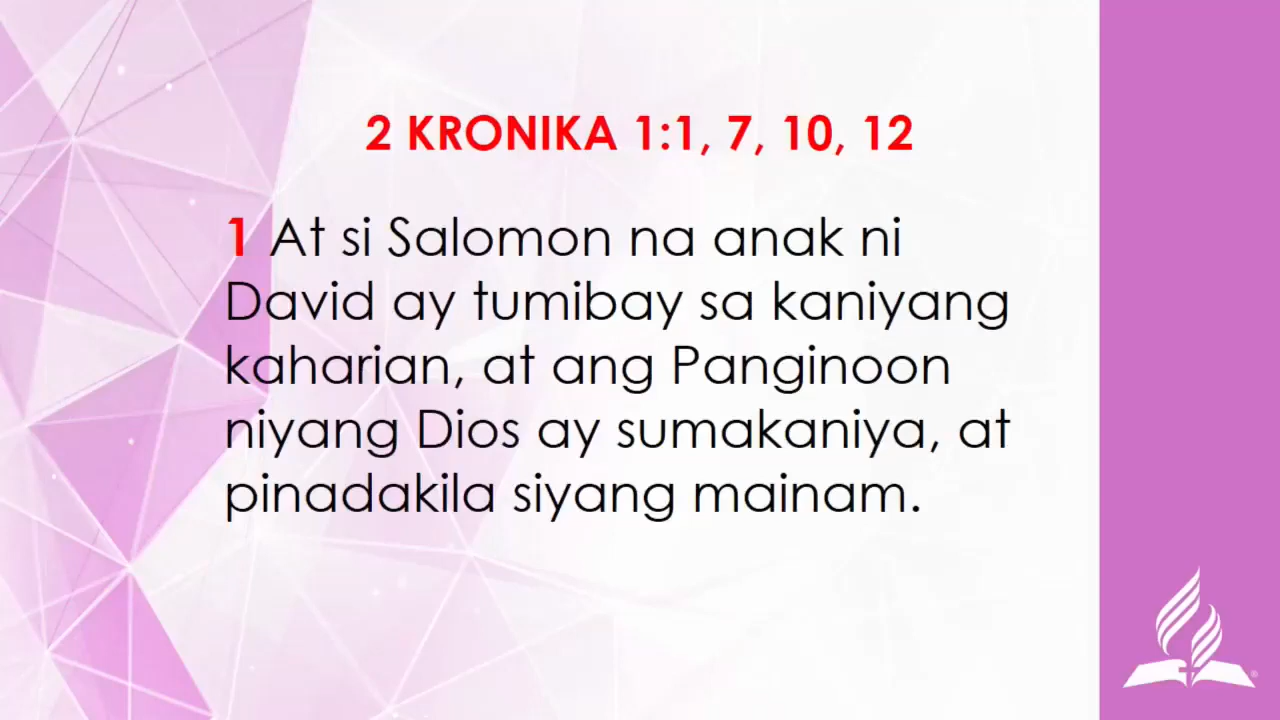 2 KRONIKA 1:1, 7, 10, 12
1 At si Salomon na anak ni
David ay tumibay sa kaniyang
kaharian, at ang Panginoon
niyang Dios ay sumakaniya, at
pinadakila siyang mainam.